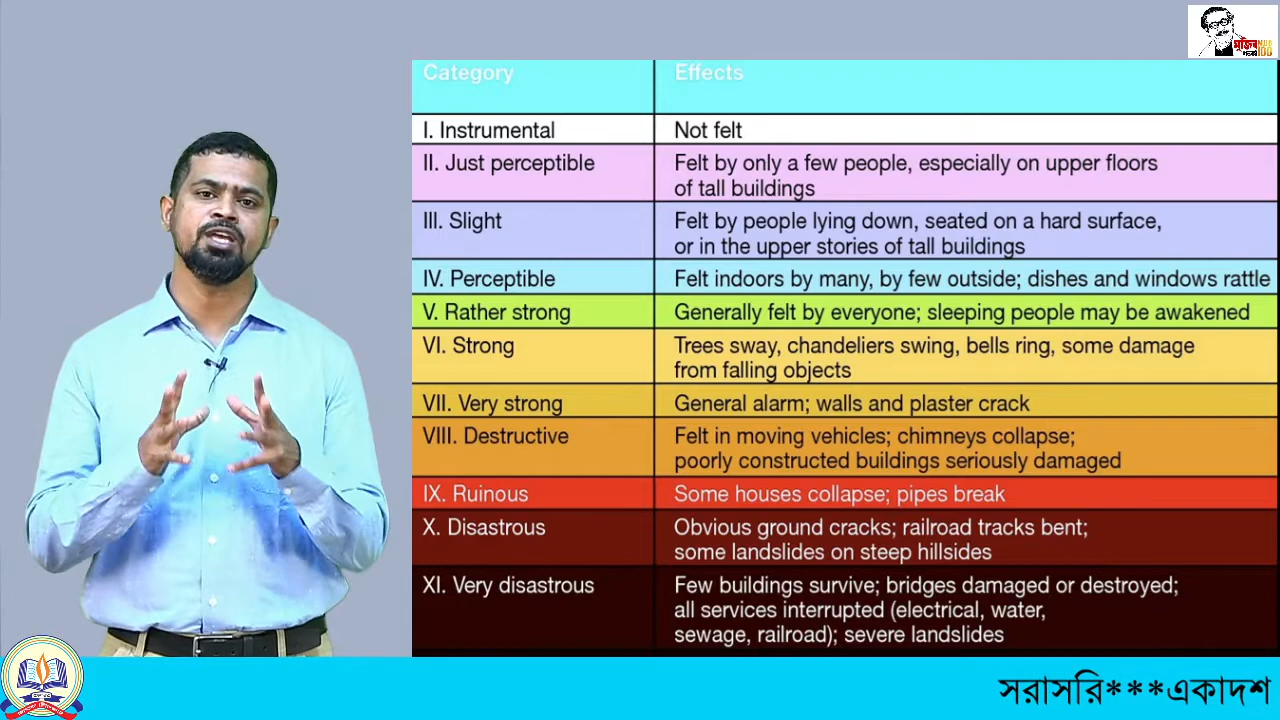 মুজিব
100
Category Effects
I. Instrumental Not felt
II. Just perceptible Felt by only a few people, especially on upper floors
of tall buildings
III. Slight Felt by people lying down, seated on a hard surface,
or in the upper stories of tall buildings
IV. Perceptible Felt indoors by many, by few outside; dishes and windows rattle
V. Rather strong Generally felt by everyone; sleeping people may be awakened
VI. Strong Trees sway, chandeliers swing, bells ring, some damage
from falling objects
VII. Very strong General alarm; walls and plaster crack
VIII. Destructive Felt in moving vehicles; chimneys collapse;
poorly constructed buildings seriously damaged
IX. Ruinous Some houses collapse; pipes break
X. Disastrous Obvious ground cracks; railroad tracks bent;
some landslides on steep hillsides
XI. Very disastrous Few buildings survive; bridges damaged or destroyed;
all services interrupted (electrical, water,
sewage, railroad); severe landslides
সরাসরি***একাদশ